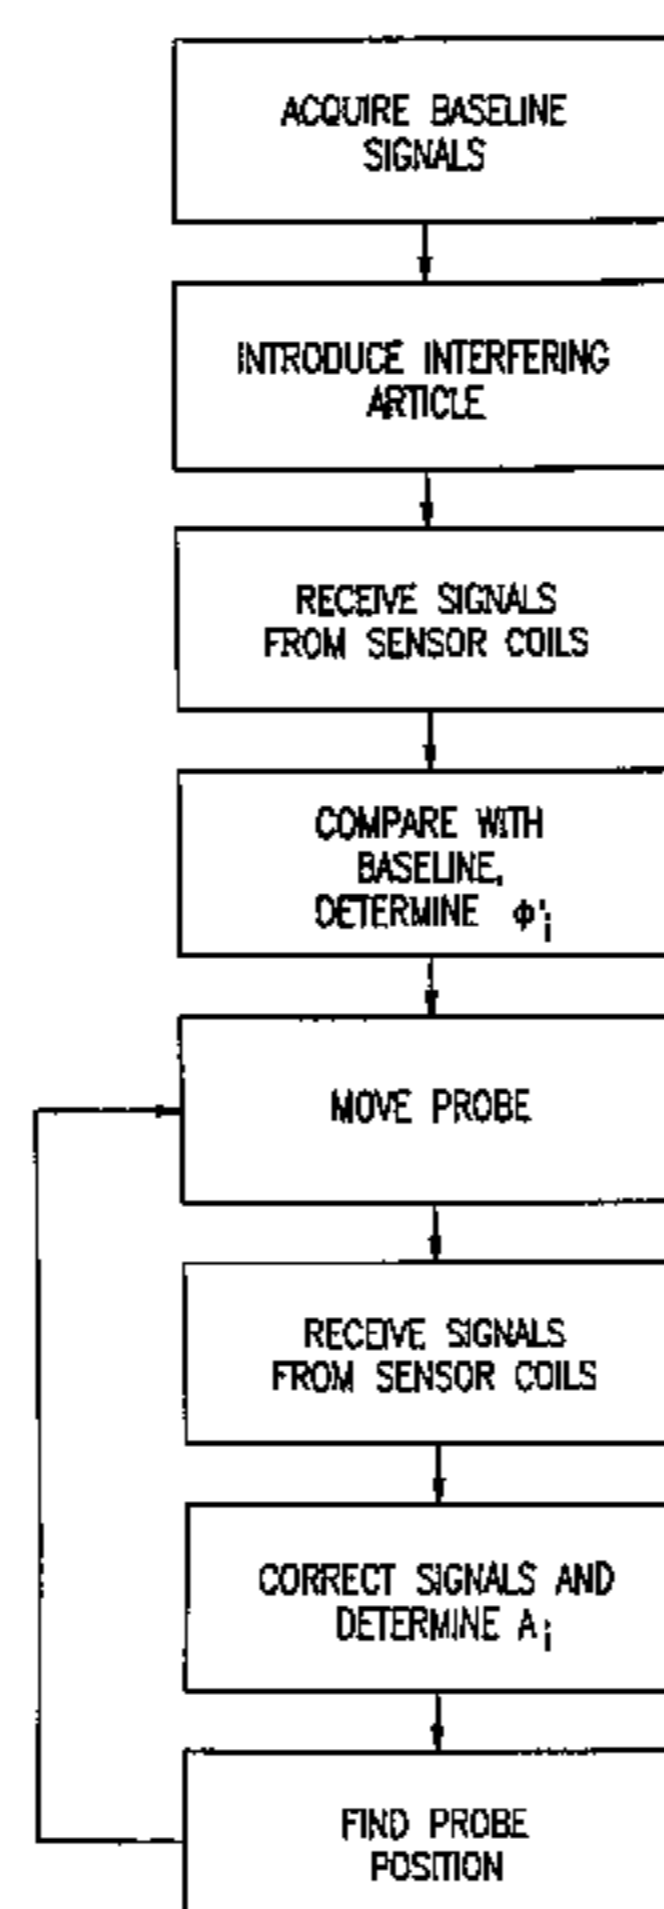 ACQUIRE BASELINE
SIGNALS
INTRODUCE INTERFERING
ARTICLE
RECEIVE SIGNALS
FROM SENSOR COILS
COMPARE WITH
BASELINE,
DETERMINE ϕ'i
MOVE PROBE
RECEIVE SIGNALS
FROM SENSOR COILS
CORRECT SIGNALS AND
DETERMINE Ai
FIND PROBE
POSITION